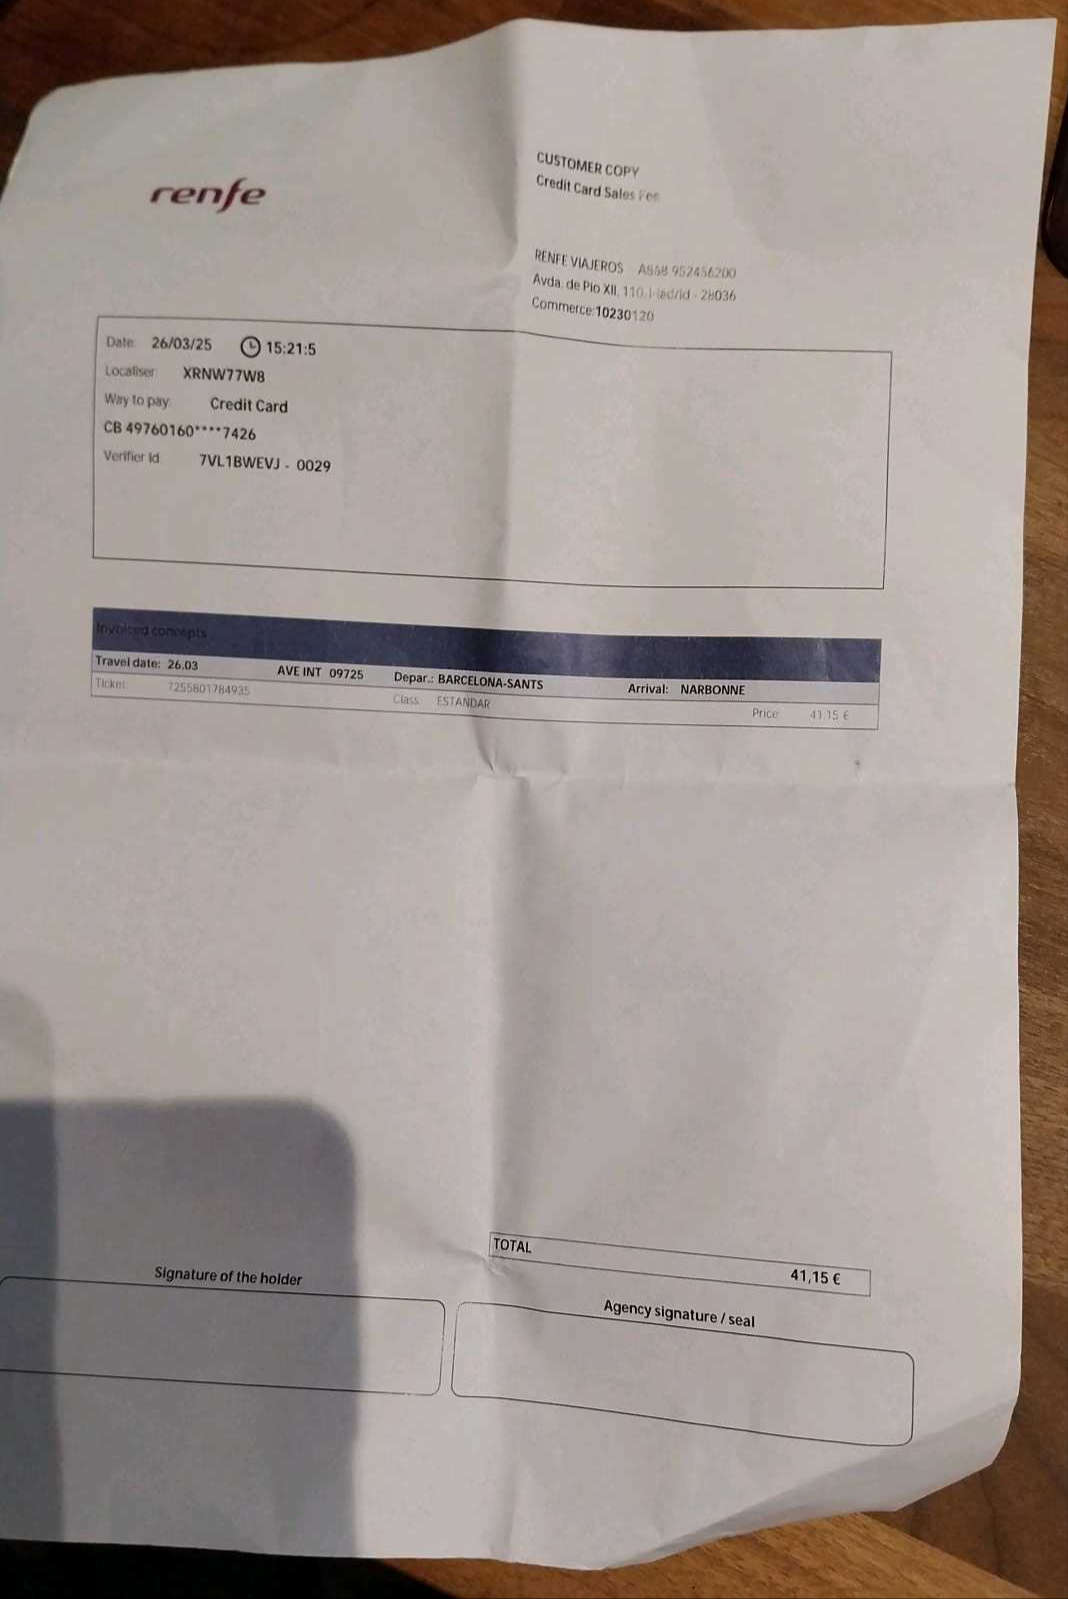 renfe
CUSTOMER COPY
Credit Card Sales
RENFE VIAJEROS 952456200
Avda. de Pio XII, 110. - 28036
Commerce:10230120
Date: 26/03/25 15:21:5
Localiser XRNW77W8
Way to pay: Credit Card
CB 49760160****7426
Verifier Id 7VL1BWEVJ - 0029
Invoiced concepts
Travel date: 26.03 AVE INT 09725 Depar.: BARCELONA-SANTS Arrival: NARBONNE
Ticket: 7255801784935 Class ESTANDAR Price 41,15 €
TOTAL
41,15 €
Signature of the holder
Agency signature / seal